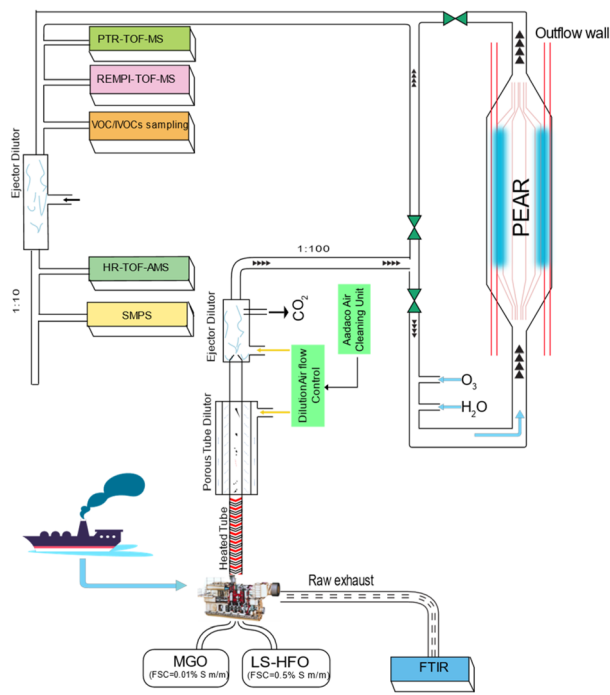 PTR-TOF-MS
REMPI-TOF-MS
VOC/IVOCs sampling
Ejector Dilutor
HR-TOF-AMS
SMPS
1:10
Outflow wall
PEAR
1:100
CO2
Ejector Dilutor
Aadaco Air
Cleaning Unit
DilutionAir flow
Control
Porous Tube Dilutor
O3
H2O
Heated Tube
Raw exhaust
MGO
(FSC=0.01% S m/m)
LS-HFO
(FSC=0.5% S m/m)
FTIR